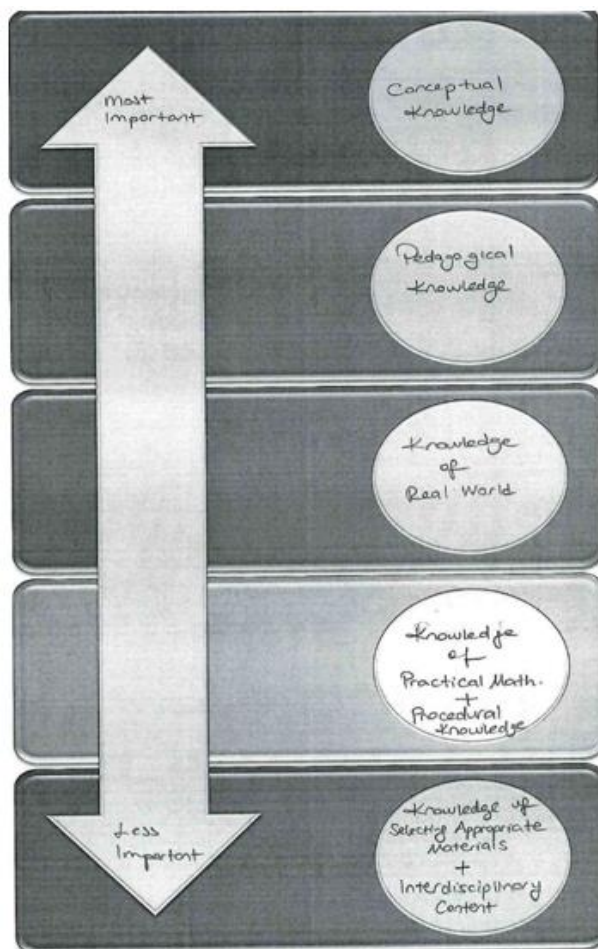 Most
Important
Conceptual
Knowledge
Pedagogical
Knowledge
Knowledge
of
Real World
Knowledge
of
Practical Math.
+
Procedural
Knowledge
Less
Important
Knowledge of
Selecting Appropriate
Materials
+
Interdisciplinary
Content